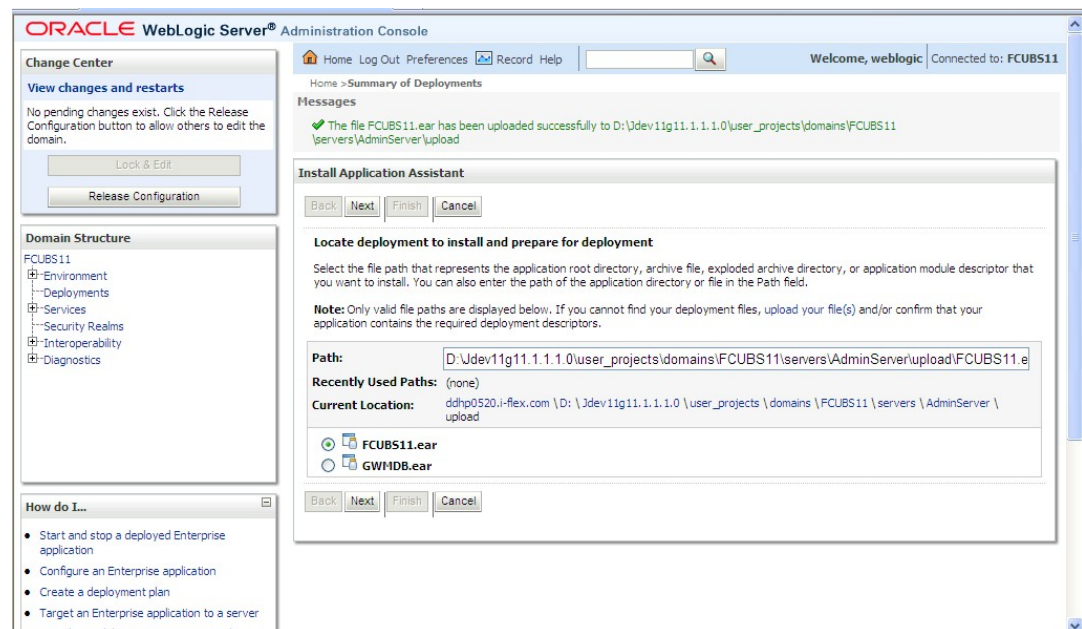 ORACLE WebLogic Server® Administration Console
Change Center
View changes and restarts
No pending changes exist. Click the Release
Configuration button to allow others to edit the
domain.
Lock & Edit
Release Configuration
Domain Structure
FCUBS11
Environment
Deployments
Services
Security Realms
Interoperability
Diagnostics
How do I...
Start and stop a deployed Enterprise
application
Configure an Enterprise application
Create a deployment plan
Target an Enterprise application to a server
Home Log Out Preferences Record Help
Welcome, weblogic Connected to: FCUBS11
Home >Summary of Deployments
Messages
The file FCUBS11.ear has been uploaded successfully to D:\Jdev11g11.1.1.1.0\user_projects\domains\FCUBS11
\servers\AdminServer\upload
Install Application Assistant
Back Next Finish Cancel
Locate deployment to install and prepare for deployment
Select the file path that represents the application root directory, archive file, exploded archive directory, or application module descriptor that
you want to install. You can also enter the path of the application directory or file in the Path field.
Note: Only valid file paths are displayed below. If you cannot find your deployment files, upload your file(s) and/or confirm that your
application contains the required deployment descriptors.
Path: D:\Jdev11g11.1.1.1.0\user_projects\domains\FCUBS11\servers\AdminServer\upload\FCUBS11.e
Recently Used Paths: (none)
Current Location: ddhp0520.i-flex.com \ D: \ Jdev11g11.1.1.1.0 \ user_projects \ domains \ FCUBS11 \ servers \ AdminServer \
upload
FCUBS11.ear
GWMDB.ear
Back Next Finish Cancel